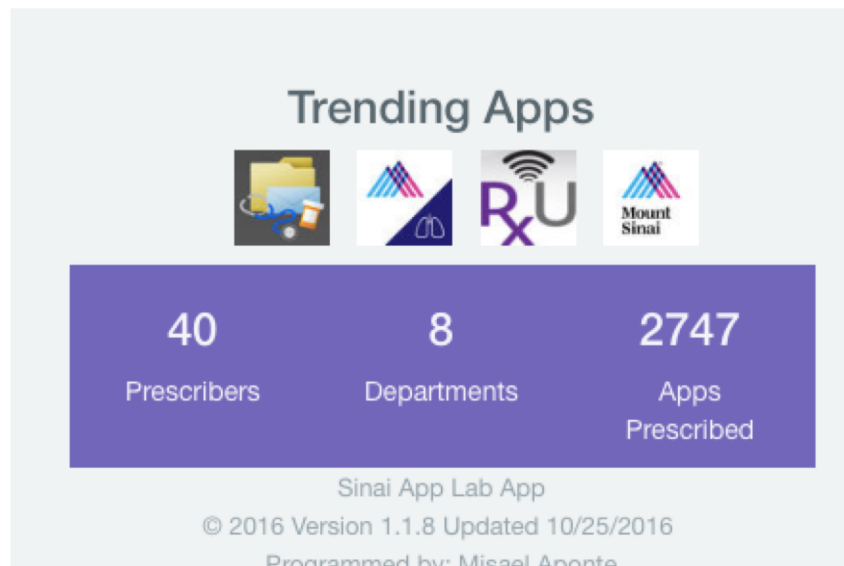 Trending Apps
RxU
Mount
Sinai
40
8
2747
Prescribers
Departments
Apps
Prescribed
Sinai App Lab App
© 2016 Version 1.1.8 Updated 10/25/2016
Programmed by: Misael Aponte